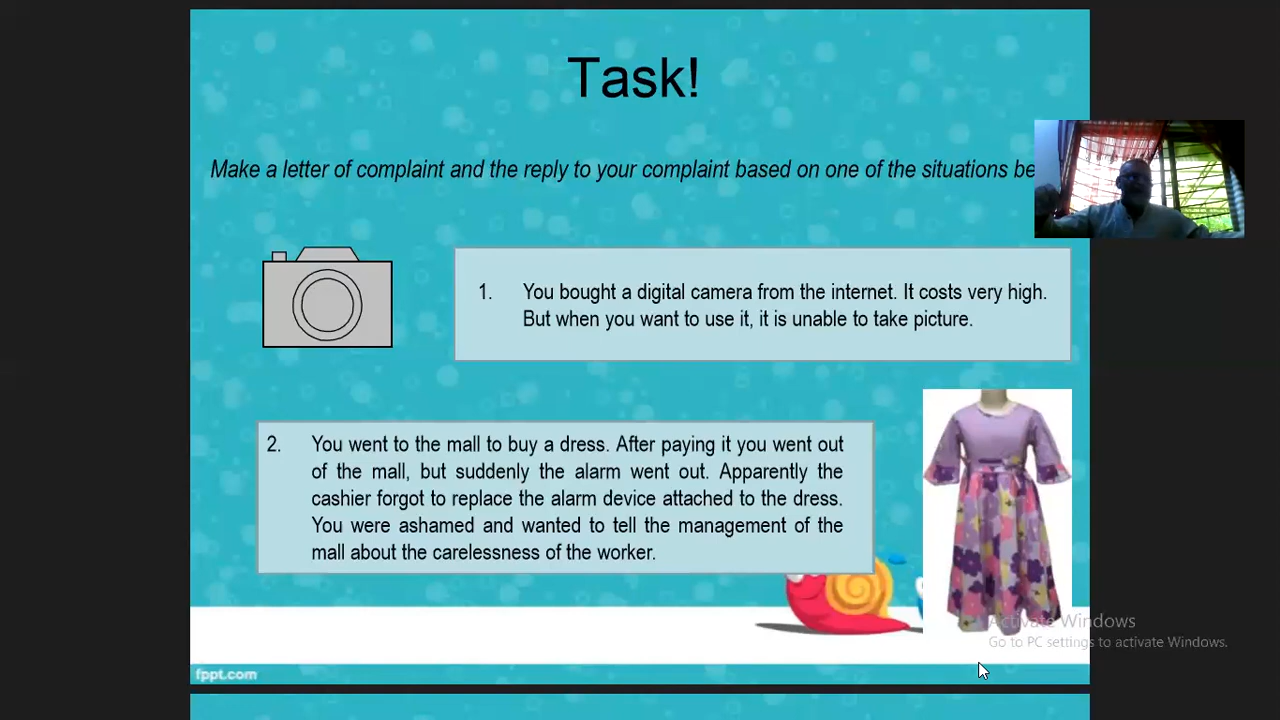 Task!
Make a letter of complaint and the reply to your complaint based on one of the situations
1. You bought a digital camera from the internet. It costs very high.
But when you want to use it, it is unable to take picture.
2. You went to the mall to buy a dress. After paying it you went out
of the mall, but suddenly the alarm went out. Apparently the
cashier forgot to replace the alarm device attached to the dress.
You were ashamed and wanted to tell the management of the
mall about the carelessness of the worker.
Activate Windows
Go to PC settings to activate Windows.
fppt.com